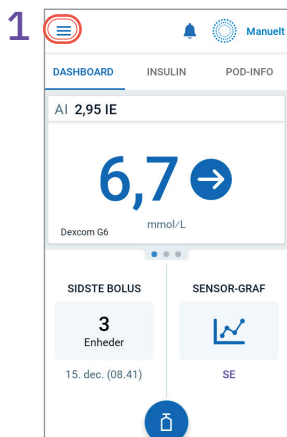 1
Manuelt
DASHBOARD INSULIN POD-INFO
AI 2,95 IE
6,7
Dexcom G6 mmol/L
SIDSTE BOLUS SENSOR-GRAF
3
Enheder
15. dec. (08.41) SE